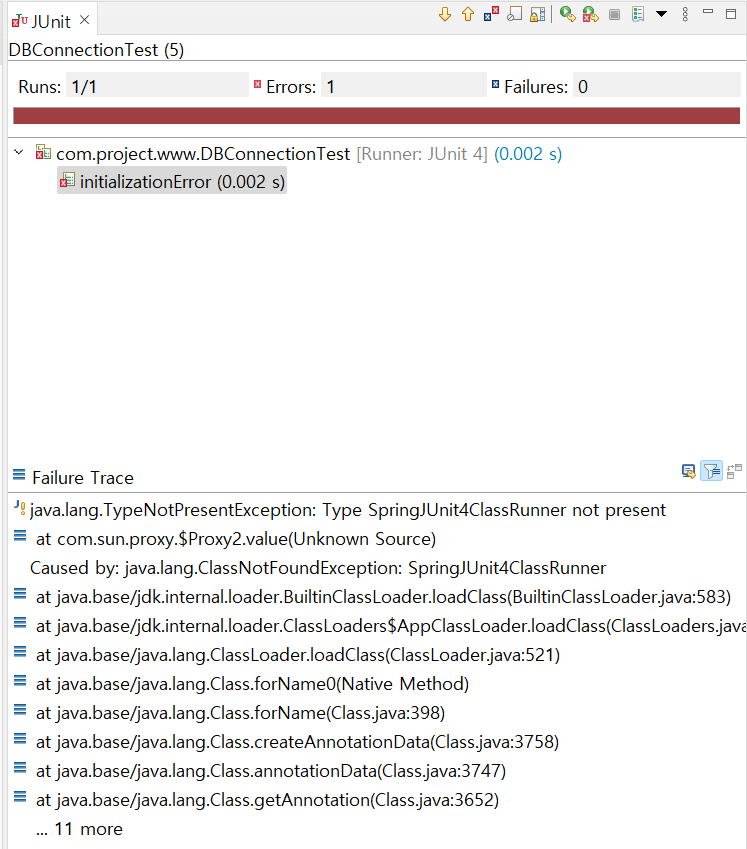 JUnit
DBConnectionTest (5)
Runs: 1/1 Errors: 1 Failures: 0
com.project.www.DBConnectionTest [Runner: JUnit 4] (0.002 s)
initializationError (0.002 s)
Failure Trace
java.lang.TypeNotPresentException: Type SpringJUnit4ClassRunner not present
at com.sun.proxy.$Proxy2.value(Unknown Source)
Caused by: java.lang.ClassNotFoundException: SpringJUnit4ClassRunner
at java.base/jdk.internal.loader.BuiltinClassLoader.loadClass(BuiltinClassLoader.java:583)
at java.base/jdk.internal.loader.ClassLoaders$AppClassLoader.loadClass(ClassLoaders.java
at java.base/java.lang.ClassLoader.loadClass(ClassLoader.java:521)
at java.base/java.lang.Class.forName0(Native Method)
at java.base/java.lang.Class.forName(Class.java:398)
at java.base/java.lang.Class.createAnnotationData(Class.java:3758)
at java.base/java.lang.Class.annotationData(Class.java:3747)
at java.base/java.lang.Class.getAnnotation(Class.java:3652)
... 11 more